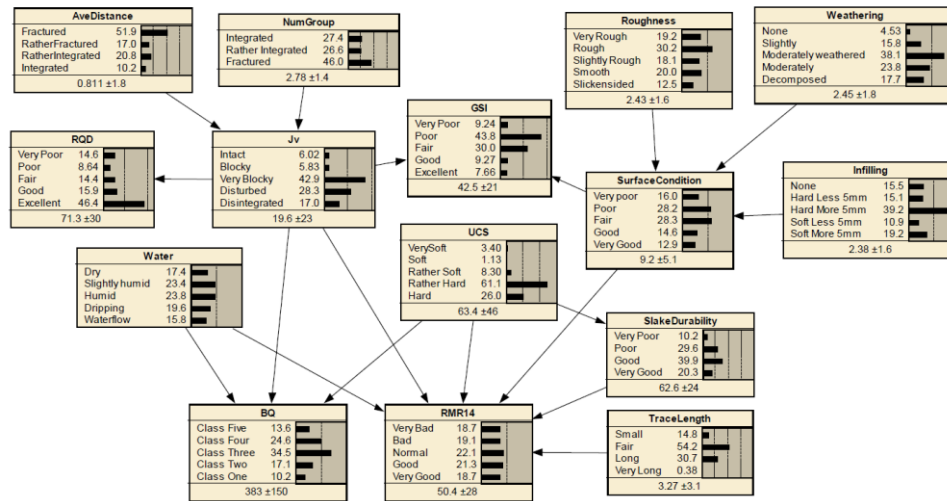 AveDistance
Fractured 51.9
RatherFractured 17.0
RatherIntegrated 20.8
Integrated 10.2
0.811 ±1.8
NumGroup
Integrated 27.4
Rather Integrated 26.6
Fractured 46.0
2.78 ±1.4
Roughness
Very Rough 19.2
Rough 30.2
Slightly Rough 18.1
Smooth 20.0
Slickensided 12.5
2.43 ±1.6
Weathering
None 4.53
Slightly 15.8
Moderately weathered 38.1
Moderately 23.8
Decomposed 17.7
2.45 ±1.8
RQD
Very Poor 14.6
Poor 8.64
Fair 14.4
Good 15.9
Excellent 46.4
71.3 ±30
Jv
Intact 6.02
Blocky 5.83
Very Blocky 42.9
Disturbed 28.3
Disintegrated 17.0
19.6 ±23
GSI
Very Poor 9.24
Poor 43.8
Fair 30.0
Good 9.27
Excellent 7.66
42.5 ±21
SurfaceCondition
Very poor 16.0
Poor 28.2
Fair 28.3
Good 14.6
Very Good 12.9
9.2 ±5.1
Infilling
None 15.5
Hard Less 5mm 15.1
Hard More 5mm 39.2
Soft Less 5mm 10.9
Soft More 5mm 19.2
2.38 ±1.6
Water
Dry 17.4
Slightly humid 23.4
Humid 23.8
Dripping 19.6
Waterflow 15.8
UCS
VerySoft 3.40
Soft 1.13
Rather Soft 8.30
Rather Hard 61.1
Hard 26.0
63.4 ±46
SlakeDurability
Very Poor 10.2
Poor 29.6
Good 39.9
Very Good 20.3
62.6 ±24
BQ
Class Five 13.6
Class Four 24.6
Class Three 34.5
Class Two 17.1
Class One 10.2
383 ±150
RMR14
Very Bad 18.7
Bad 19.1
Normal 22.1
Good 21.3
Very Good 18.7
50.4 ±28
TraceLength
Small 14.8
Fair 54.2
Long 30.7
Very Long 0.38
3.27 ±3.1